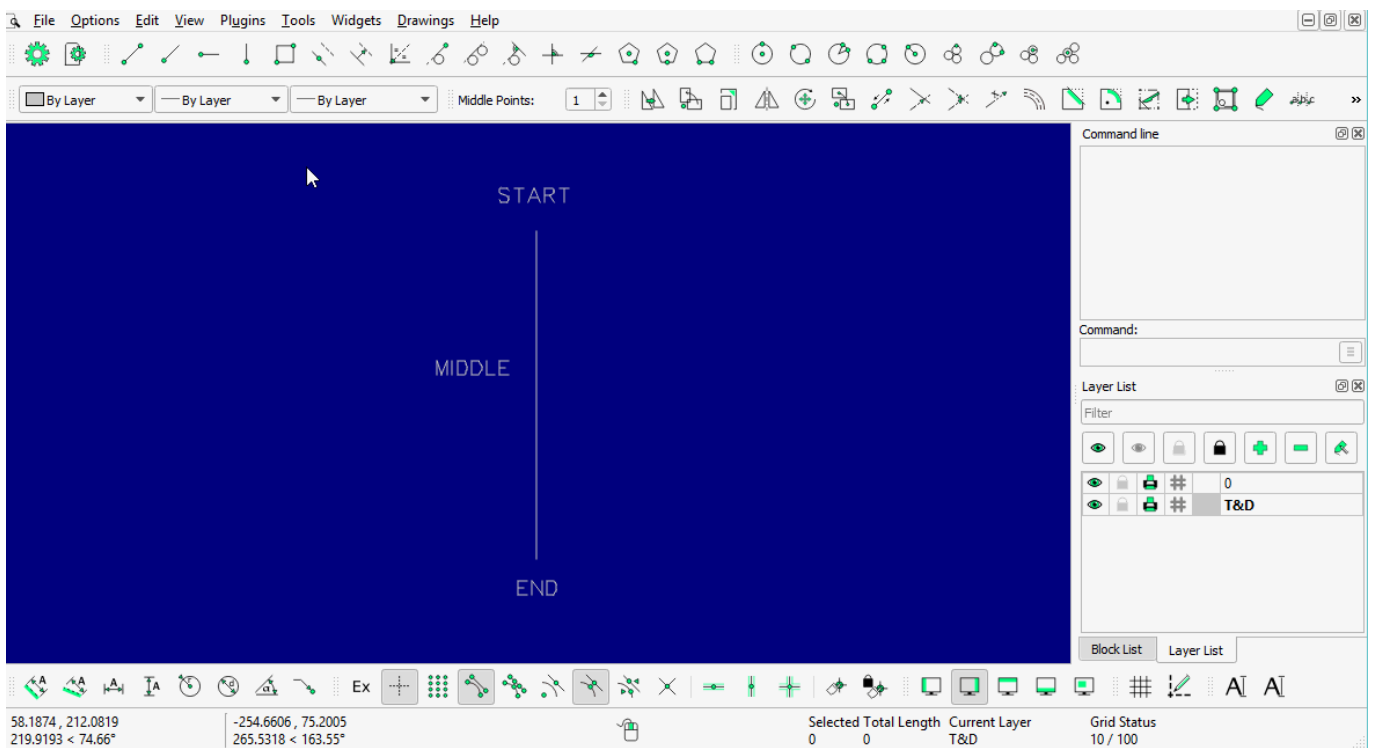 File Options Edit View Plugins Tools Widgets Drawings Help
By Layer By Layer By Layer Middle Points: 1
»
Command line
START
MIDDLE
END
Command:
Layer List
Filter
0
T&D
Block List Layer List
Ex
58.1874 , 212.0819 -254.6606 , 75.2005 Selected Total Length Current Layer Grid Status
219.9193 < 74.66° 265.5318 < 163.55° 0 0 T&D 10 / 100